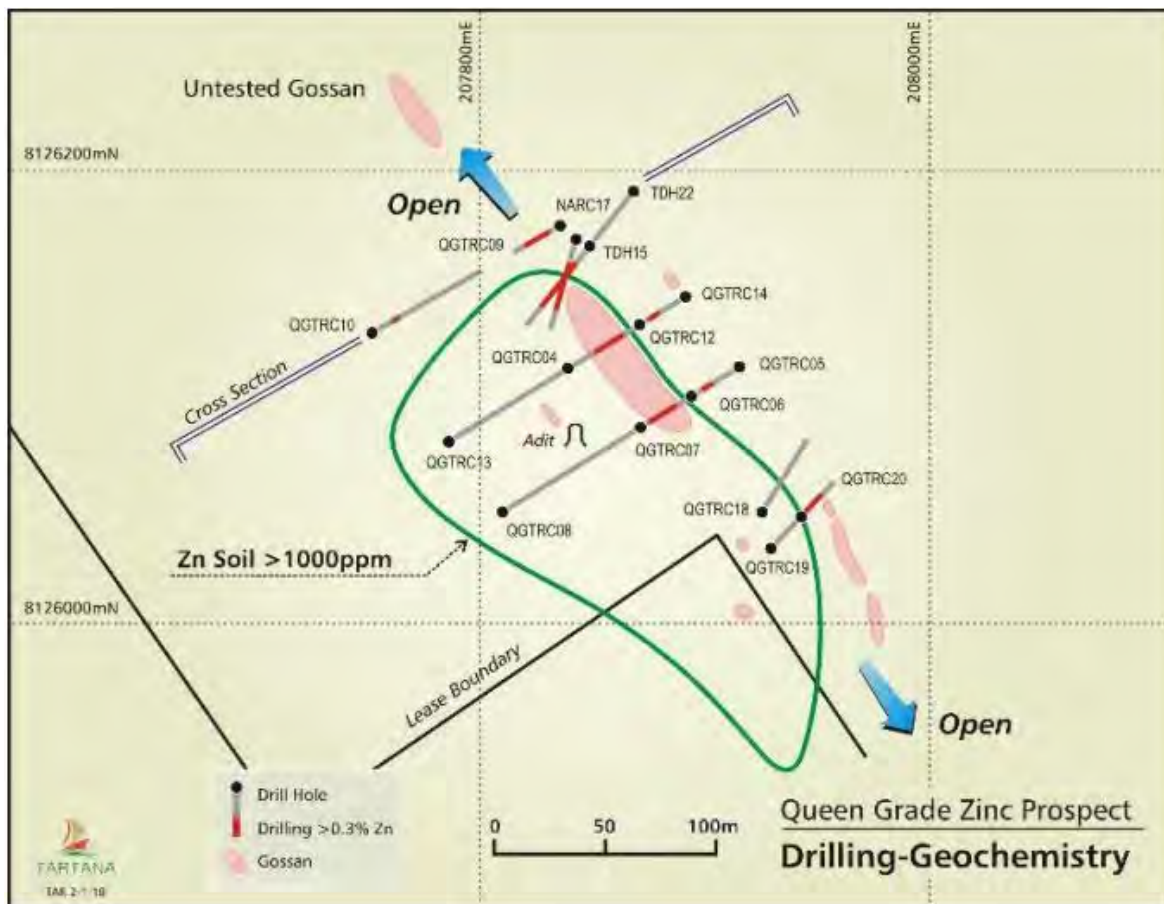 207800mE
208000mE
Untested Gossan
8126200mN
Open
NARC17
TDH22
QGTRC09
TDH15
QGTRC14
QGTRC10
QGTRC12
QGTRC04
QGTRC05
Cross Section
QGTRC06
Adit
QGTRC13
QGTRC07
QGTRC20
QGTRC18
QGTRC08
Zn Soil >1000ppm
QGTRC19
8126000mN
Lease Boundary
Open
Drill Hole
Drilling >0.3% Zn
Gossan
0 50 100m
Queen Grade Zinc Prospect
Drilling-Geochemistry
TARTANA